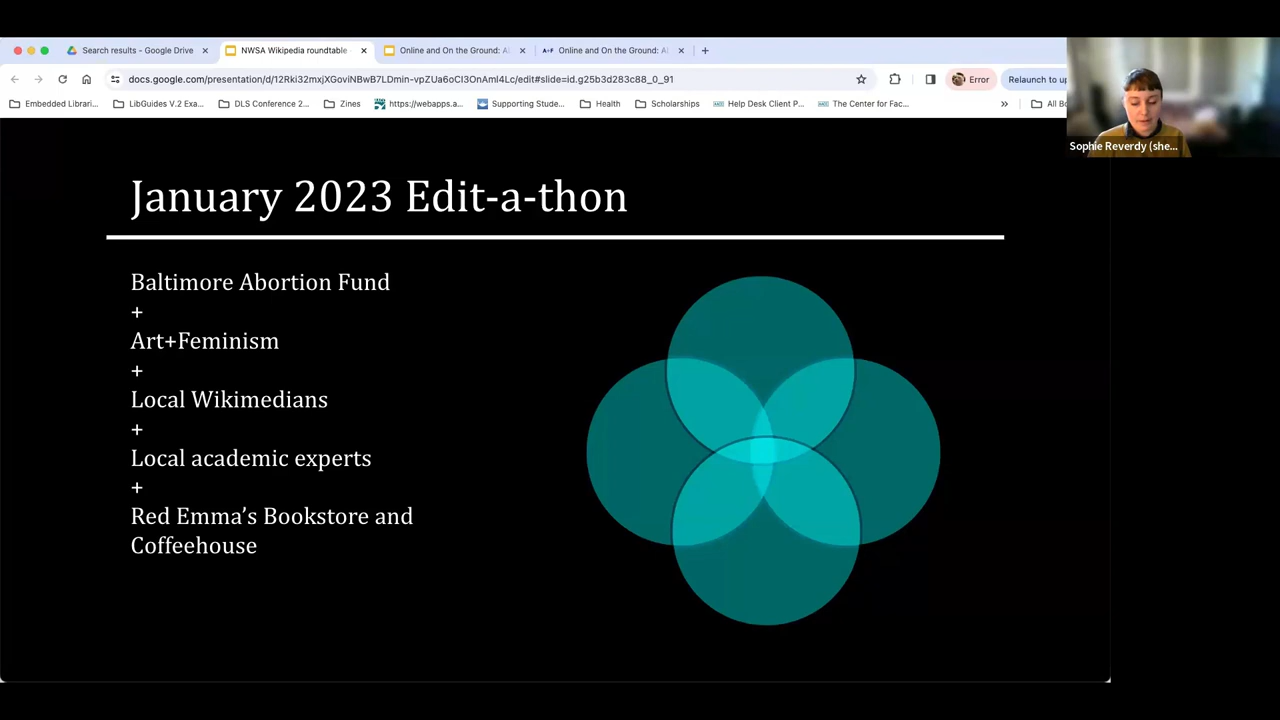 Search results - Google Drive
NWSA Wikipedia roundtable
Online and On the Ground: A
Online and On the Ground: A
docs.google.com/presentation/d/12Rki32mxjXGoviNBwB7LDmin-vpZUa6oCI3OnAmI4Lc/edit#slide=id.g25b3d283c88_0_91
Error
Relaunch to up
Embedded Librari...
LibGuides V.2 Exa...
DLS Conference 2...
Zines
https://webapps.a...
Supporting Stude...
Health
Scholarships
Help Desk Client P...
The Center for Fac...
»
All Bo
Sophie Reverdy (she...
January 2023 Edit-a-thon
Baltimore Abortion Fund
+
Art+Feminism
+
Local Wikimedians
+
Local academic experts
+
Red Emma’s Bookstore and
Coffeehouse